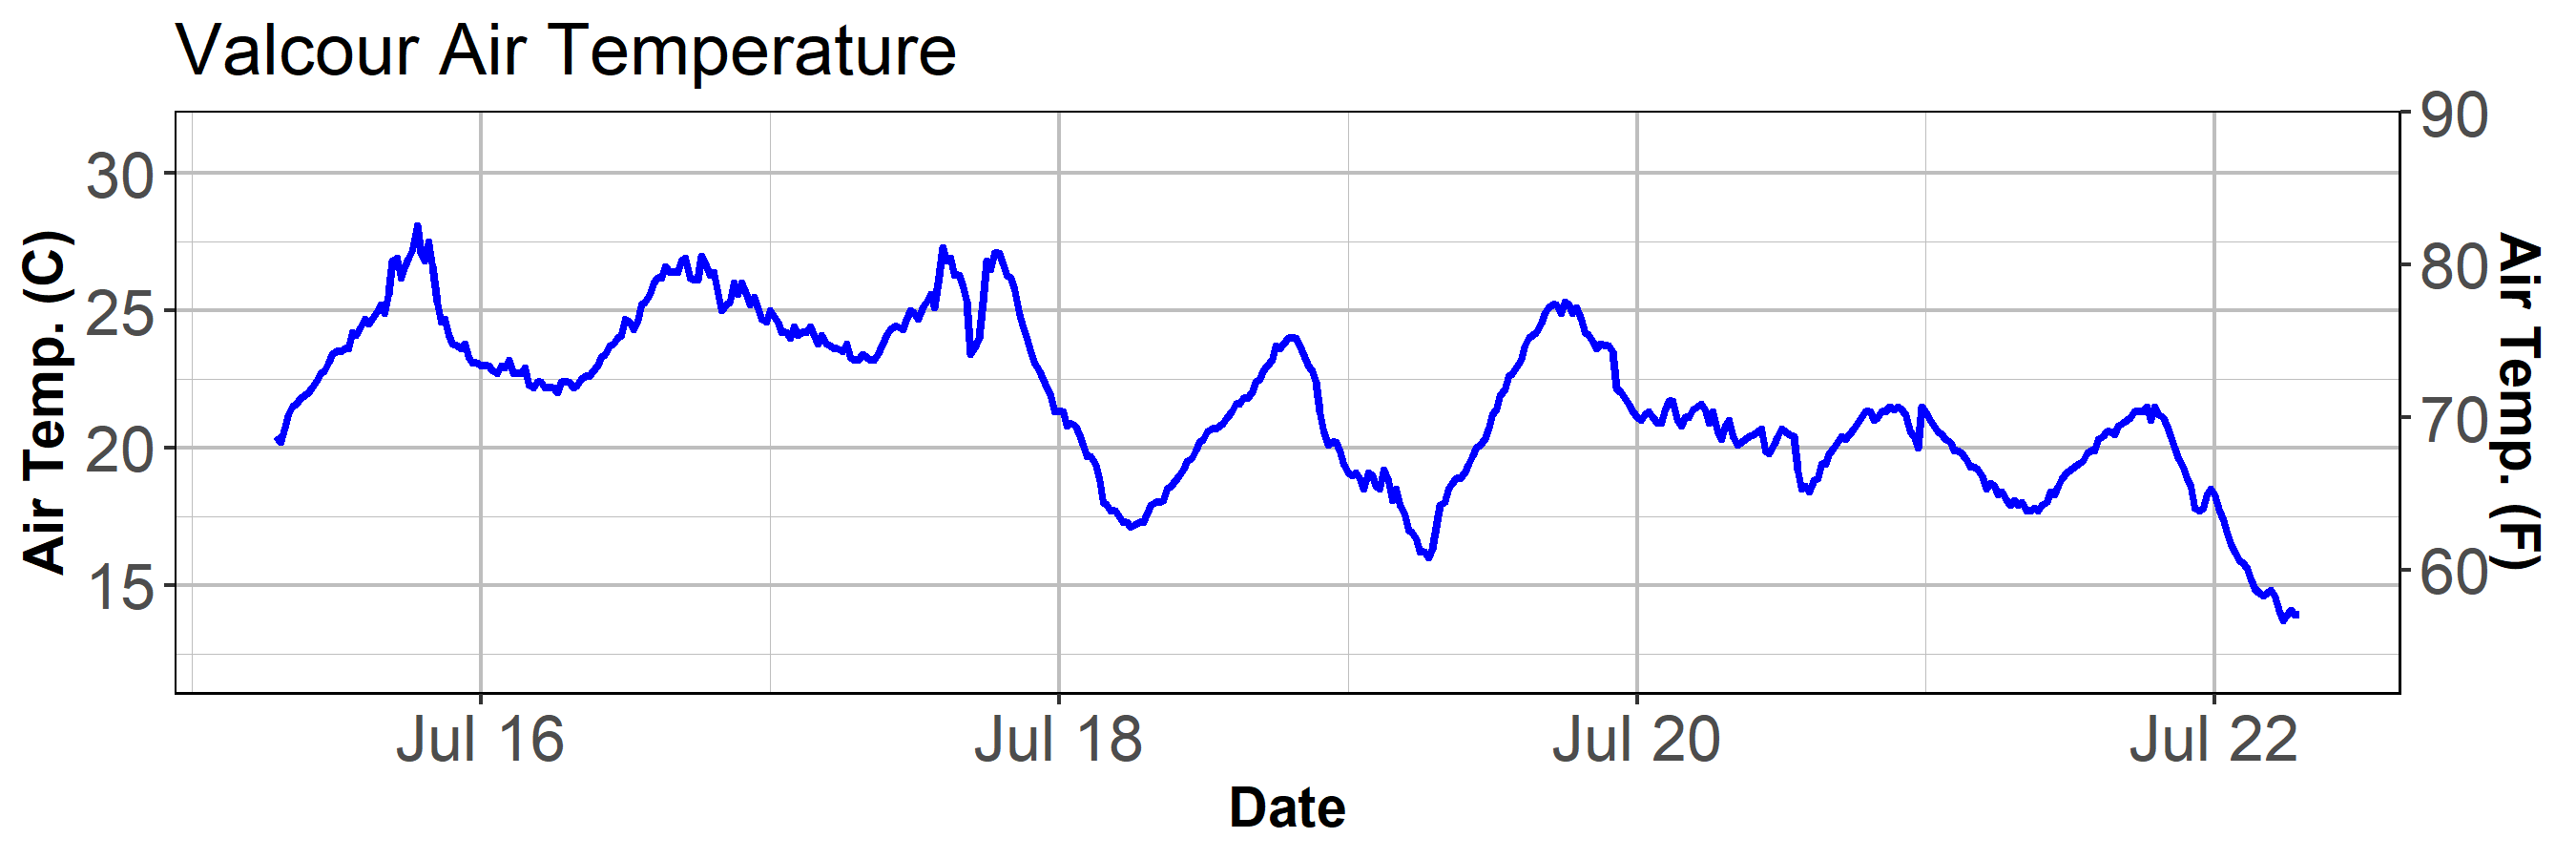 Valcour Air Temperature
Air Temp. (C)
30
25
20
15
90
80
70
60
Air Temp. (F)
Jul 16 Jul 18 Jul 20 Jul 22
Date